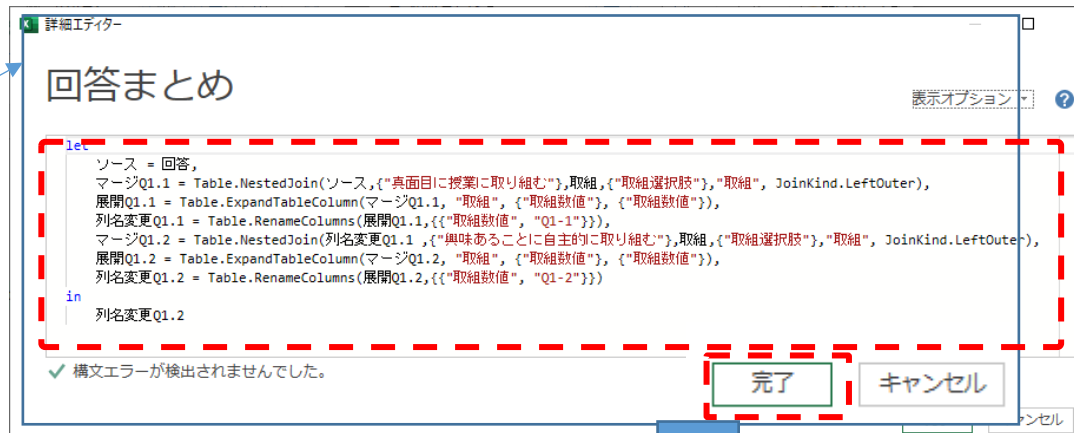 詳細エディター
回答まとめ
表示オプション
?
let
ソース = 回答,
マージQ1.1 = Table.NestedJoin(ソース,{"真面目に授業に取り組む"},取組,{"取組選択肢"},"取組", JoinKind.LeftOuter),
展開Q1.1 = Table.ExpandTableColumn(マージQ1.1, "取組", {"取組数値"}, {"取組数値"}),
列名変更Q1.1 = Table.RenameColumns(展開Q1.1,{{"取組数値", "Q1-1"}}),
マージQ1.2 = Table.NestedJoin(列名変更Q1.1 ,{"興味あることに自主的に取り組む"},取組,{"取組選択肢"},"取組", JoinKind.LeftOuter),
展開Q1.2 = Table.ExpandTableColumn(マージQ1.2, "取組", {"取組数値"}, {"取組数値"}),
列名変更Q1.2 = Table.RenameColumns(展開Q1.2,{{"取組数値", "Q1-2"}})
in
列名変更Q1.2
✓ 構文エラーが検出されませんでした。
完了 キャンセル
ンセル